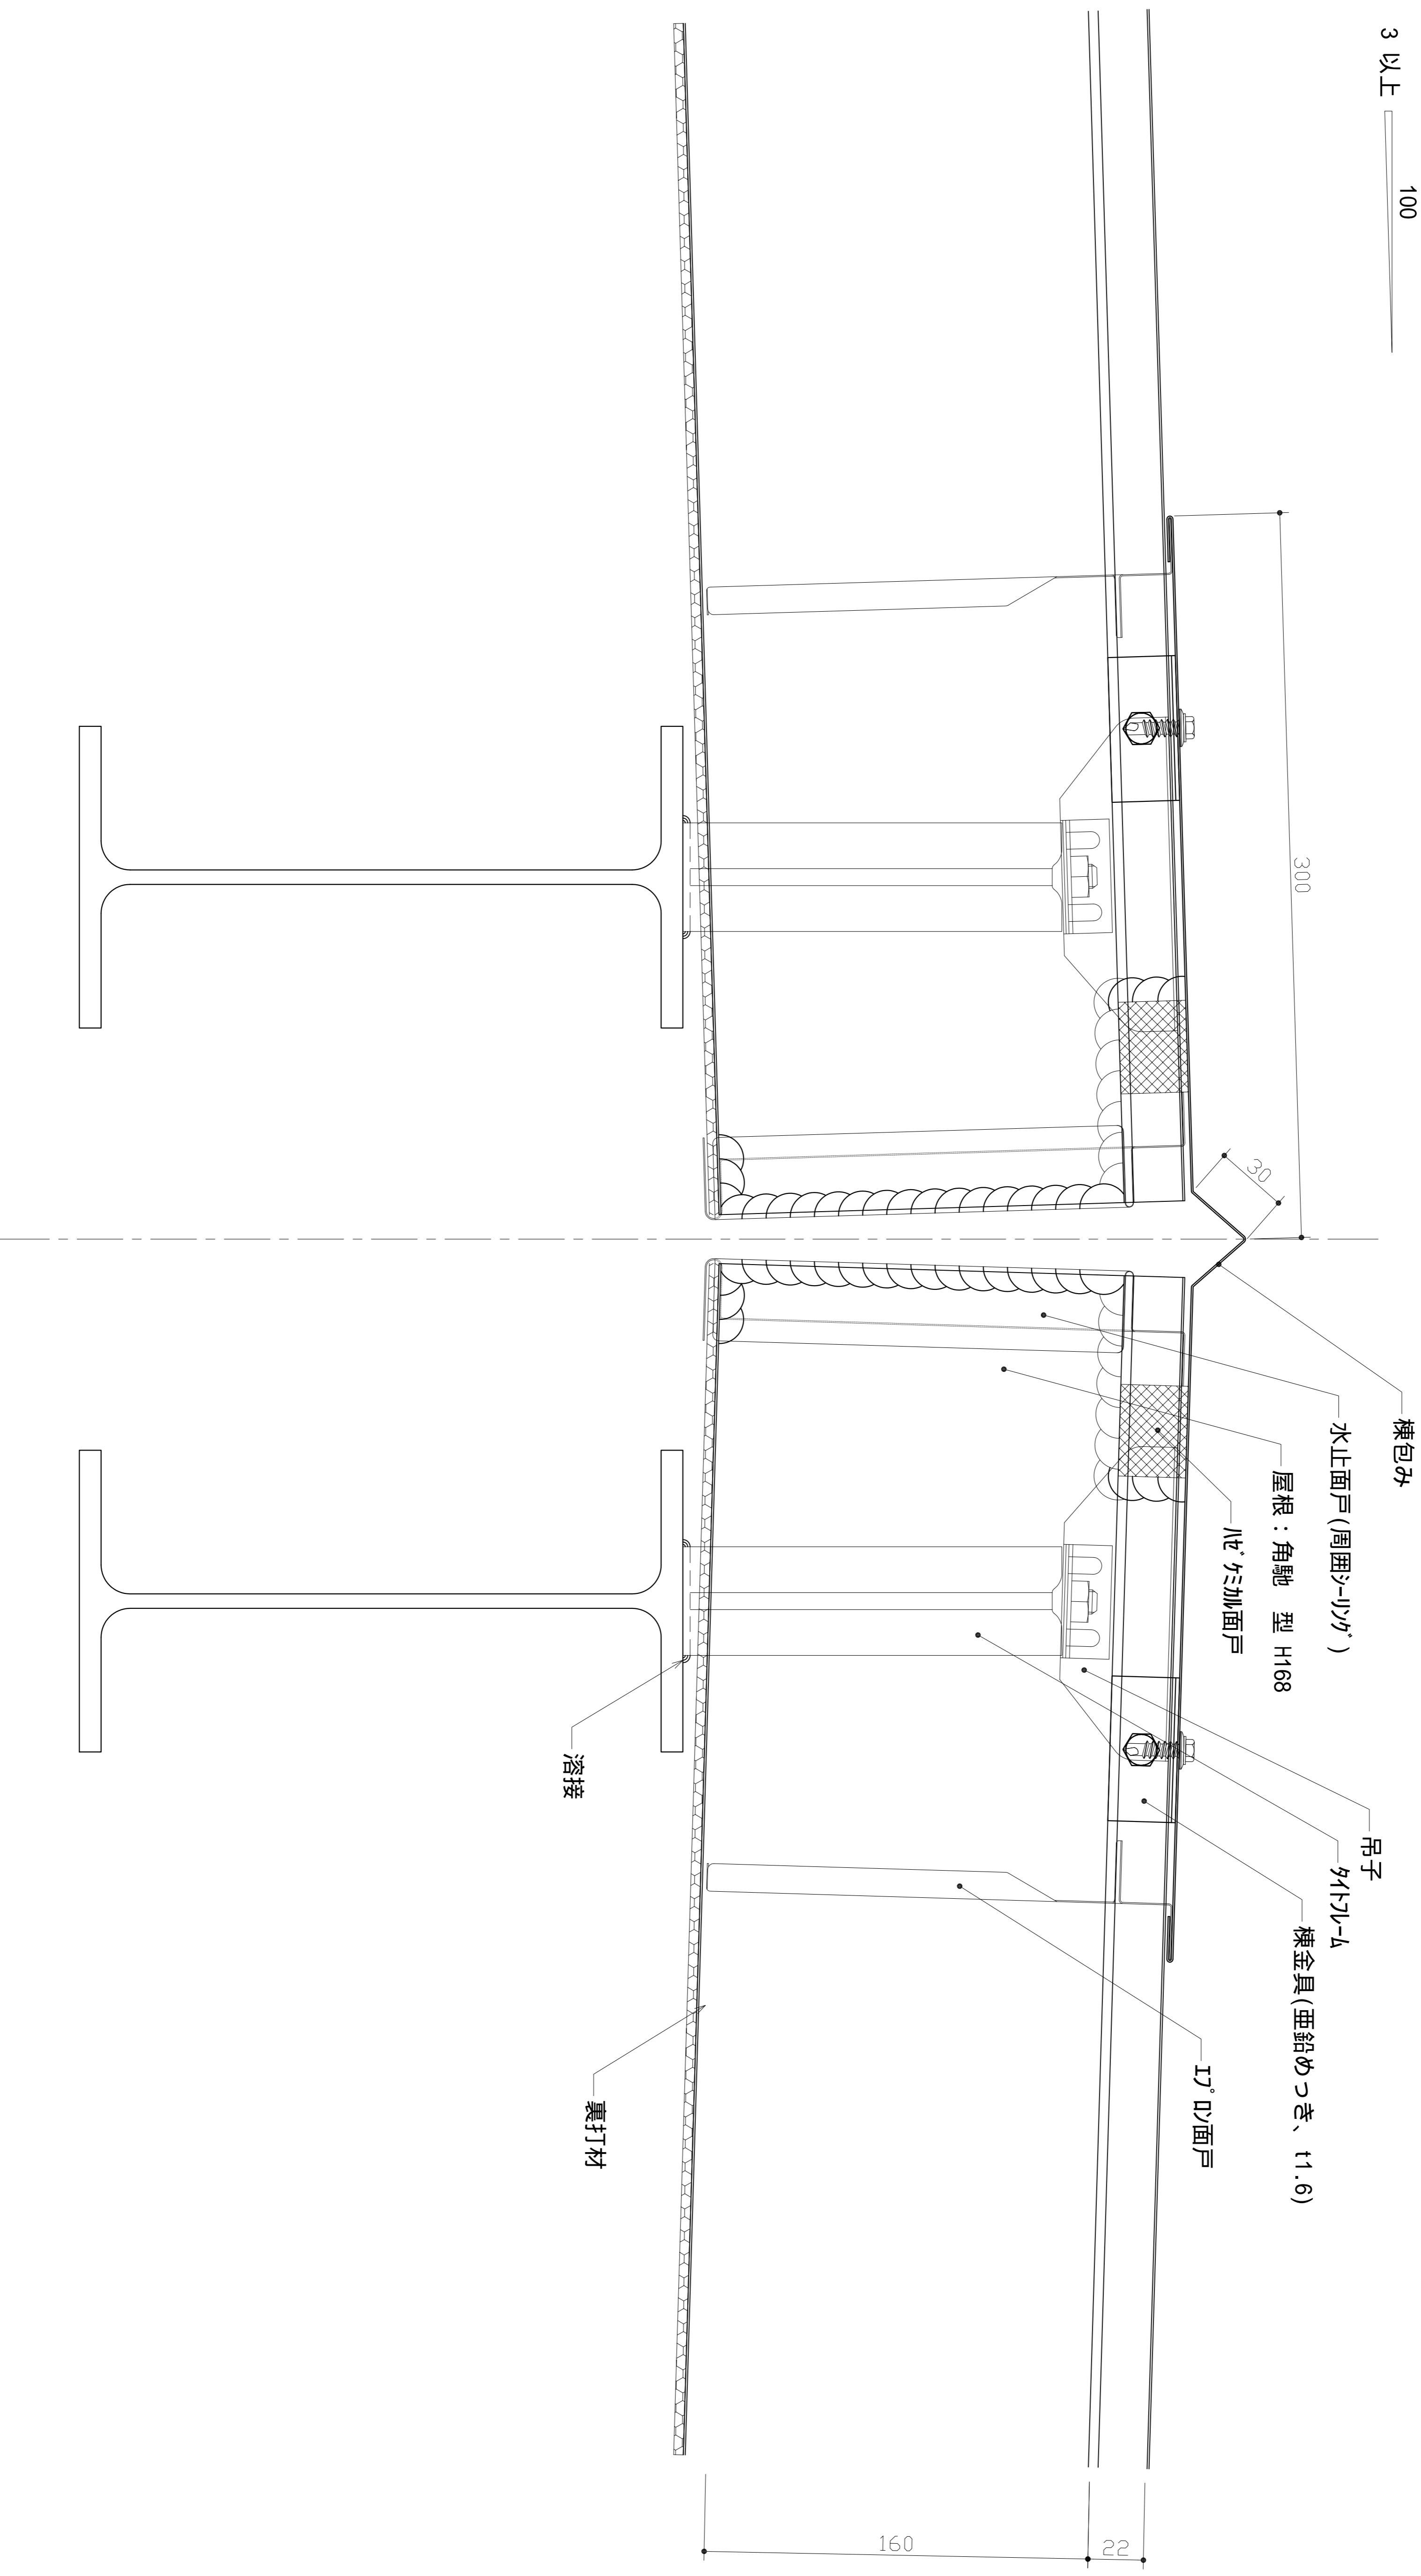 3 以上
100
300
30
棟包み
水止面戸(周囲ｼｰﾘﾝｸﾞ)
屋根：角馳　型 H168
ﾊｾﾞｹﾐｶﾙ面戸
吊子
ﾀｲﾄﾌﾚｰﾑ
棟金具(亜鉛めっき、t1.6)
ｴﾌﾟﾛﾝ面戸
溶接
裏打材
22
160